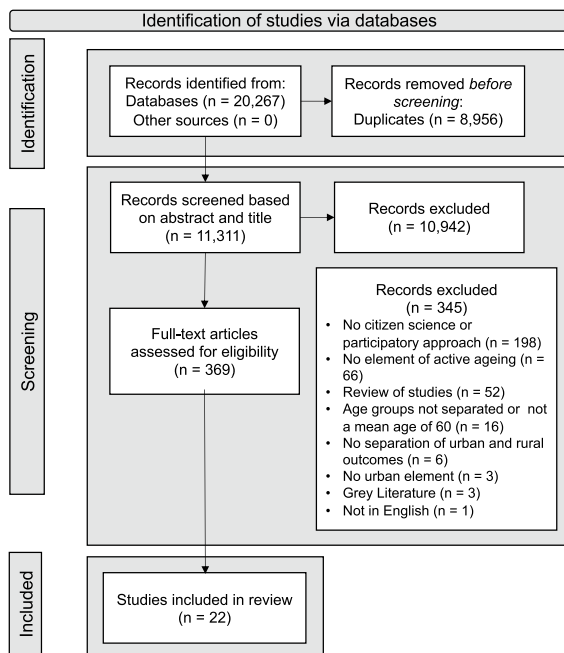 Identification of studies via databases
Identification
Records identified from:
Databases (n = 20,267)
Other sources (n = 0)
Records removed before
screening:
Duplicates (n = 8,956)
Screening
Records screened based
on abstract and title
(n = 11,311)
Records excluded
(n = 10,942)
Full-text articles
assessed for eligibility
(n = 369)
Records excluded
(n = 345)
• No citizen science or
participatory approach (n = 198)
• No element of active ageing (n =
66)
• Review of studies (n = 52)
• Age groups not separated or not
a mean age of 60 (n = 16)
• No separation of urban and rural
outcomes (n = 6)
• No urban element (n = 3)
• Grey Literature (n = 3)
• Not in English (n = 1)
Included
Studies included in review
(n = 22)